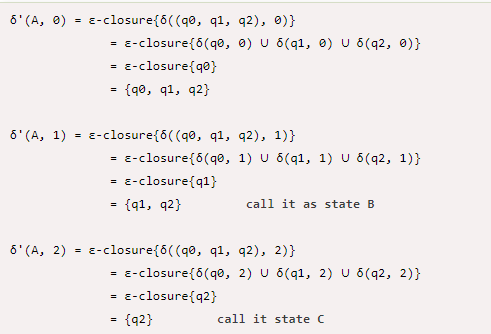 δ'(A, 0) = ε-closure{δ((q0, q1, q2), 0)}
= ε-closure{δ(q0, 0) ∪ δ(q1, 0) ∪ δ(q2, 0)}
= ε-closure{q0}
= {q0, q1, q2}
δ'(A, 1) = ε-closure{δ((q0, q1, q2), 1)}
= ε-closure{δ(q0, 1) ∪ δ(q1, 1) ∪ δ(q2, 1)}
= ε-closure{q1}
= {q1, q2} call it as state B
δ'(A, 2) = ε-closure{δ((q0, q1, q2), 2)}
= ε-closure{δ(q0, 2) ∪ δ(q1, 2) ∪ δ(q2, 2)}
= ε-closure{q2}
= {q2} call it state C